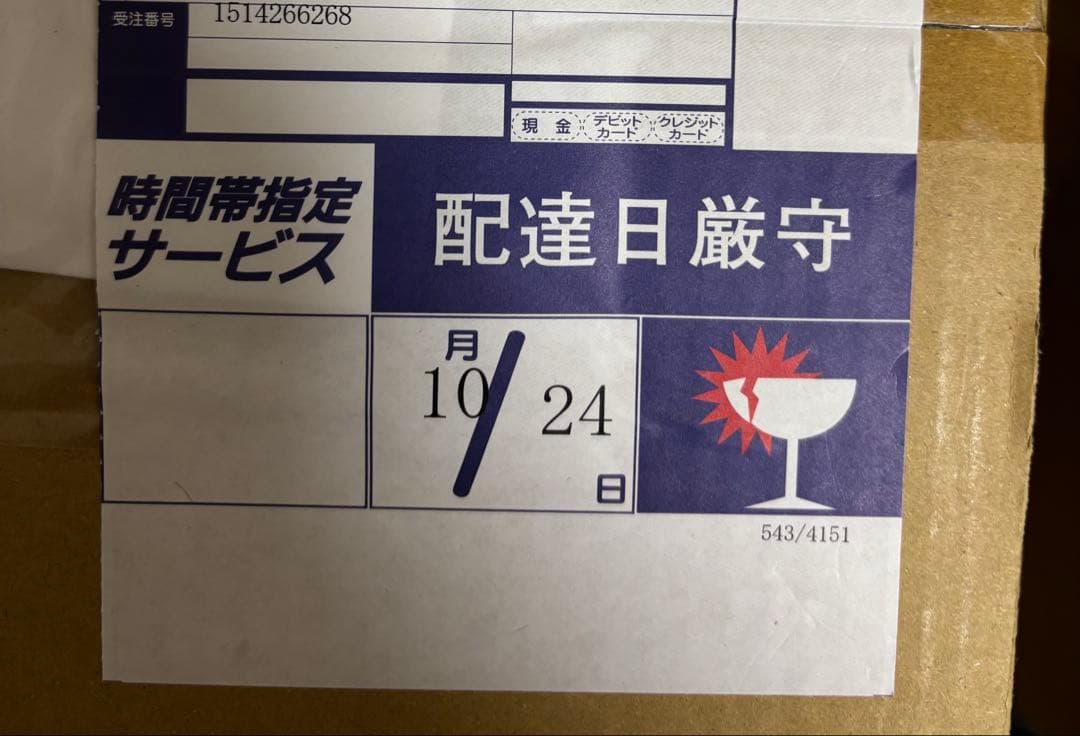 受注番号 1514266268
現金 デビットカード クレジットカード
時間帯指定
サービス
配達日厳守
月
10/24
日
543/4151